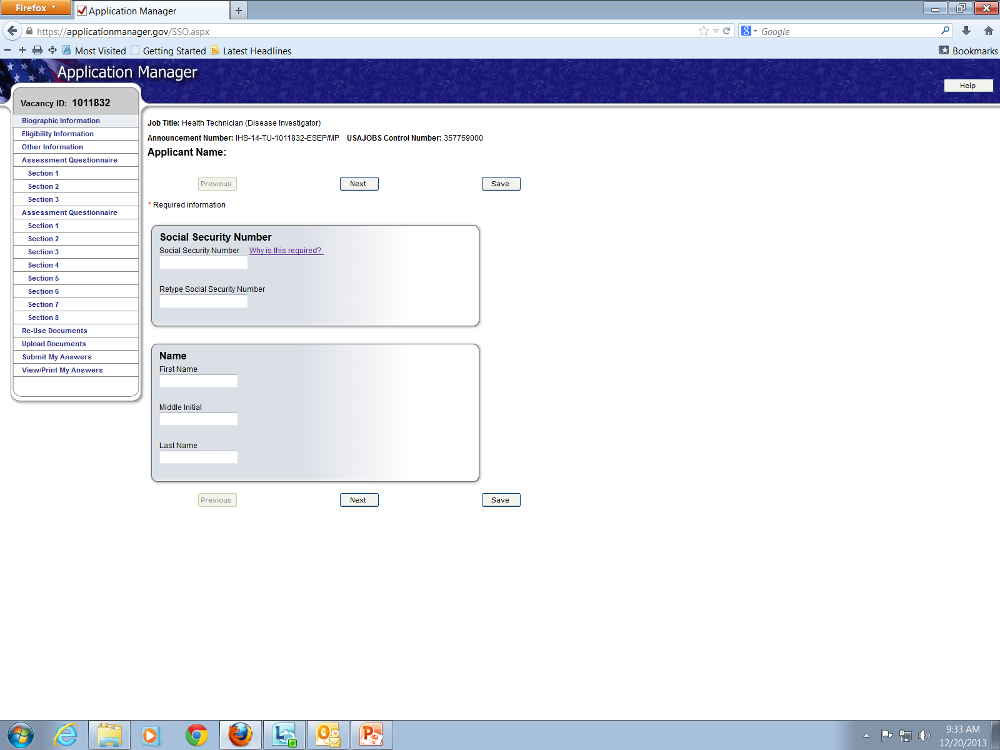 Firefox
Application Manager
https://applicationmanager.gov/SSO.aspx
Google
Most Visited
Getting Started
Latest Headlines
Bookmarks
Application Manager
Help
Vacancy ID: 1011832
Biographic Information
Eligibility Information
Other Information
Assessment Questionnaire
Section 1
Section 2
Section 3
Assessment Questionnaire
Section 1
Section 2
Section 3
Section 4
Section 5
Section 6
Section 7
Section 8
Re-Use Documents
Upload Documents
Submit My Answers
View/Print My Answers
Job Title: Health Technician (Disease Investigator)
Announcement Number: IHS-14-TU-1011832-ESEP/MP USAJOBS Control Number: 357759000
Applicant Name:
Previous
Next
Save
* Required information
Social Security Number
Social Security Number Why is this required?
Retype Social Security Number
Name
First Name
Middle Initial
Last Name
Previous
Next
Save
9:33 AM
12/20/2013